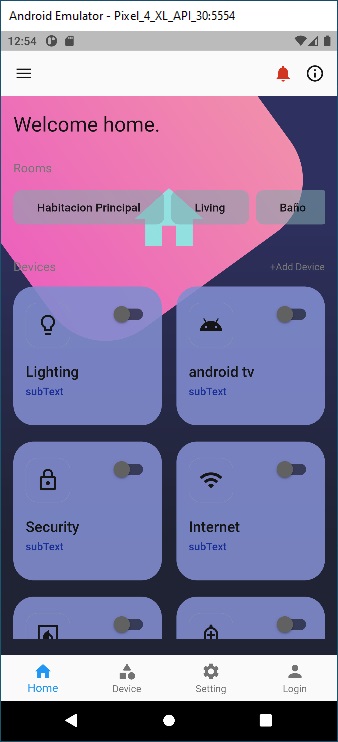 Android Emulator - Pixel_4_XL_API_30:5554
12:54
Welcome home.
Rooms
Habitacion Principal
Living
Baño
Devices
+Add Device
Lighting
subText
android tv
subText
Security
subText
Internet
subText
Home
Device
Setting
Login